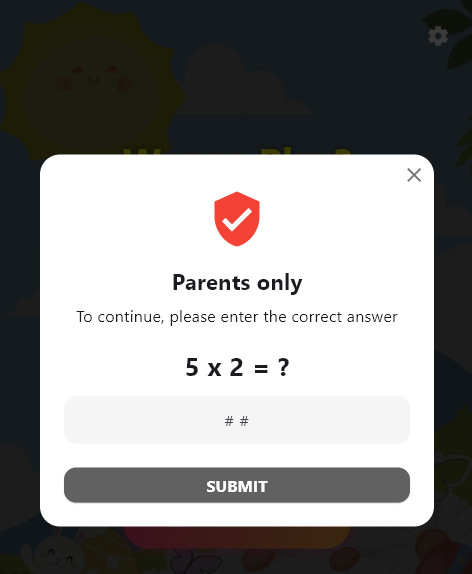 Parents only
To continue, please enter the correct answer
5 x 2 = ?
# #
SUBMIT